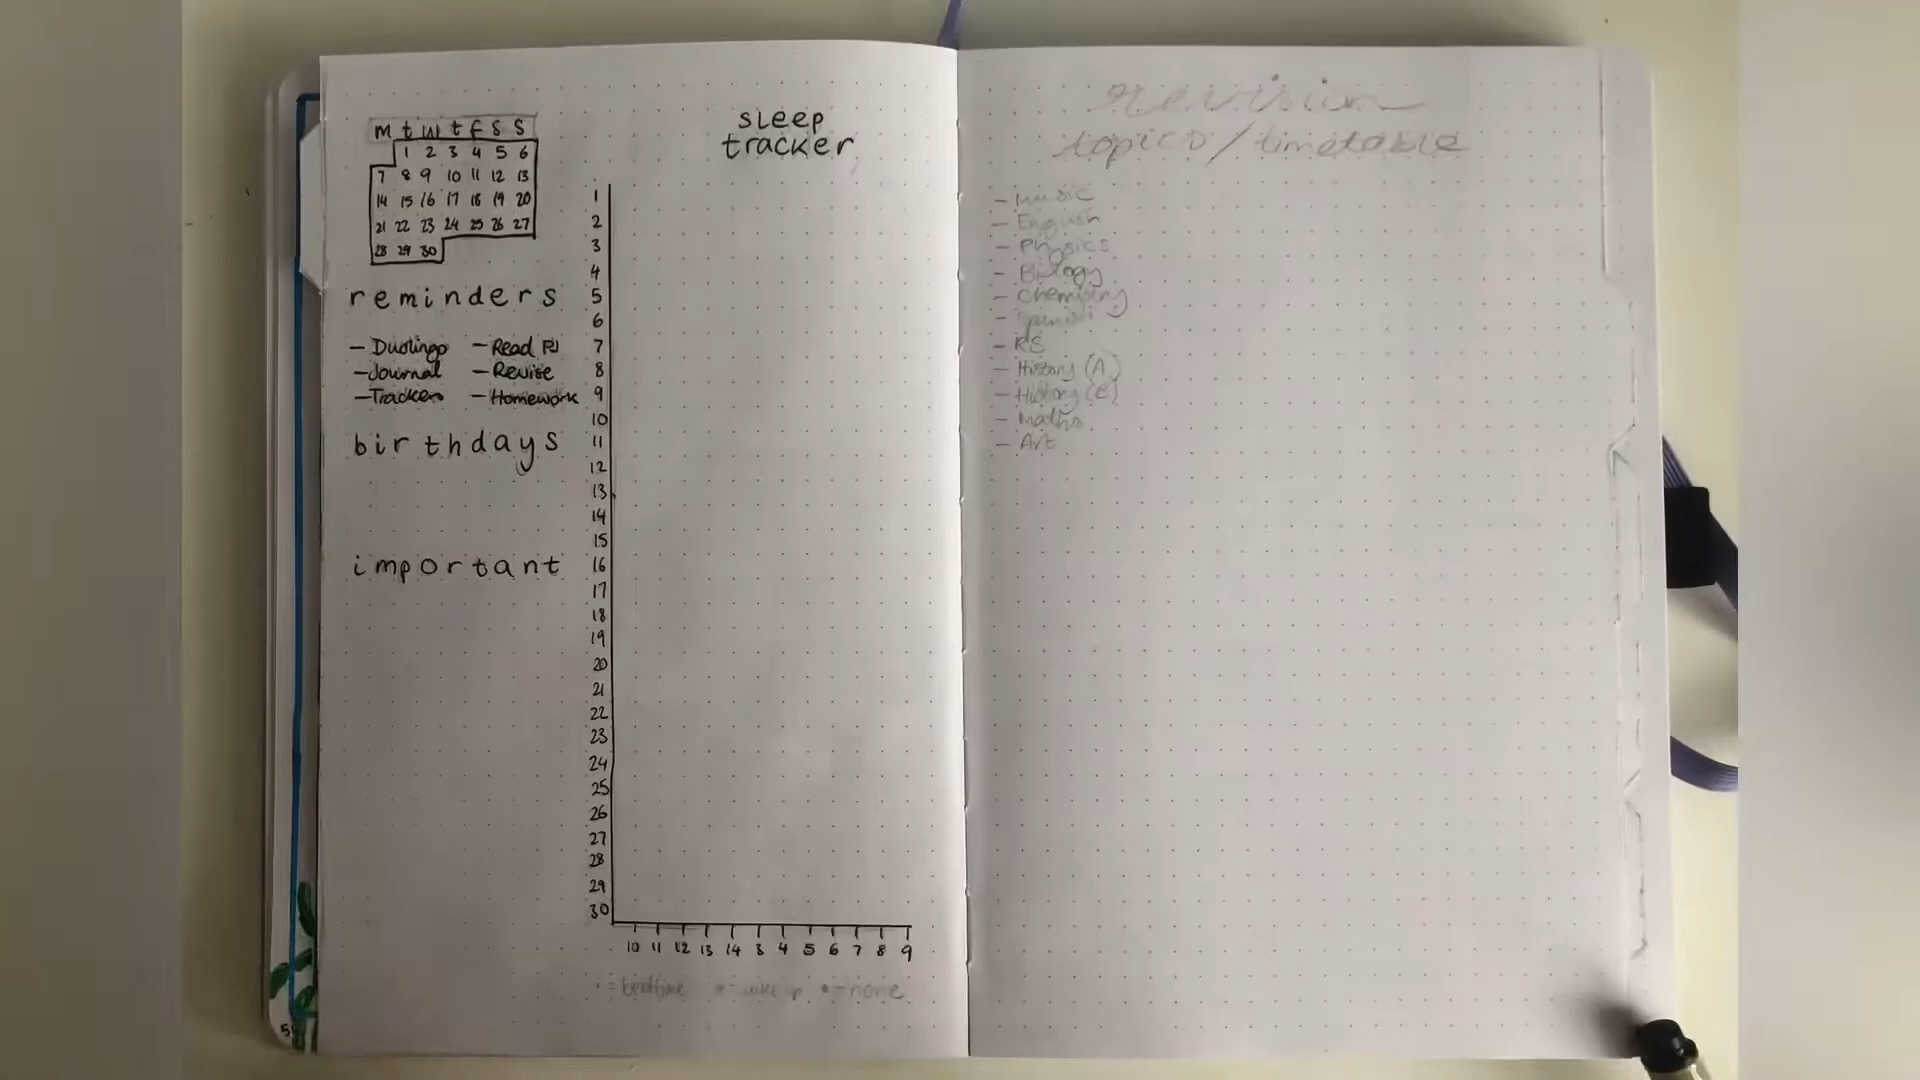 m t w t f s s
1 2 3 4 5 6
7 8 9 10 11 12 13
14 15 16 17 18 19 20
21 22 23 24 25 26 27
28 29 30
reminders
- Duolingo - Read
- Journal - Revise
- Trackers - Homework
birthdays
important
sleep
tracker
1
2
3
4
5
6
7
8
9
10
11
12
13
14
15
16
17
18
19
20
21
22
23
24
25
26
27
28
29
30
10 11 12 13 14 3 4 5 6 7 8 9
• = bedtime • = wake up • = none
revision
topics / timetable
- Music
- English
- Physics
- Biology
- Chemistry
- Spanish
- RS
- History (A)
- History (E)
- Maths
- Art